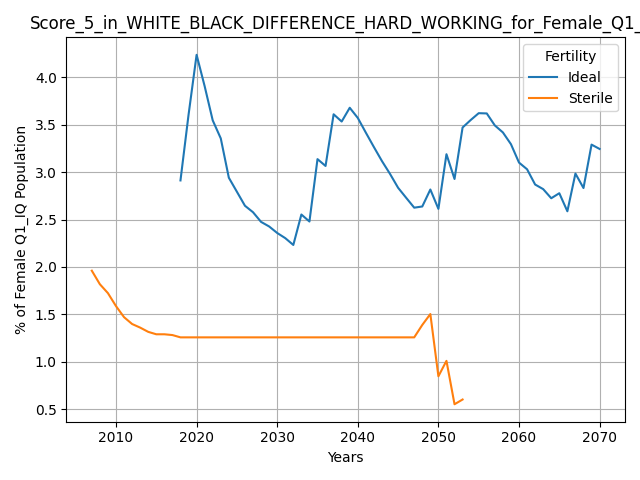 Score_5_in_WHITE_BLACK_DIFFERENCE_HARD_WORKING_for_Female_Q1_
Fertility
Ideal
Sterile
% of Female Q1_IQ Population
4.0
3.5
3.0
2.5
2.0
1.5
1.0
0.5
2010 2020 2030 2040 2050 2060 2070
Years